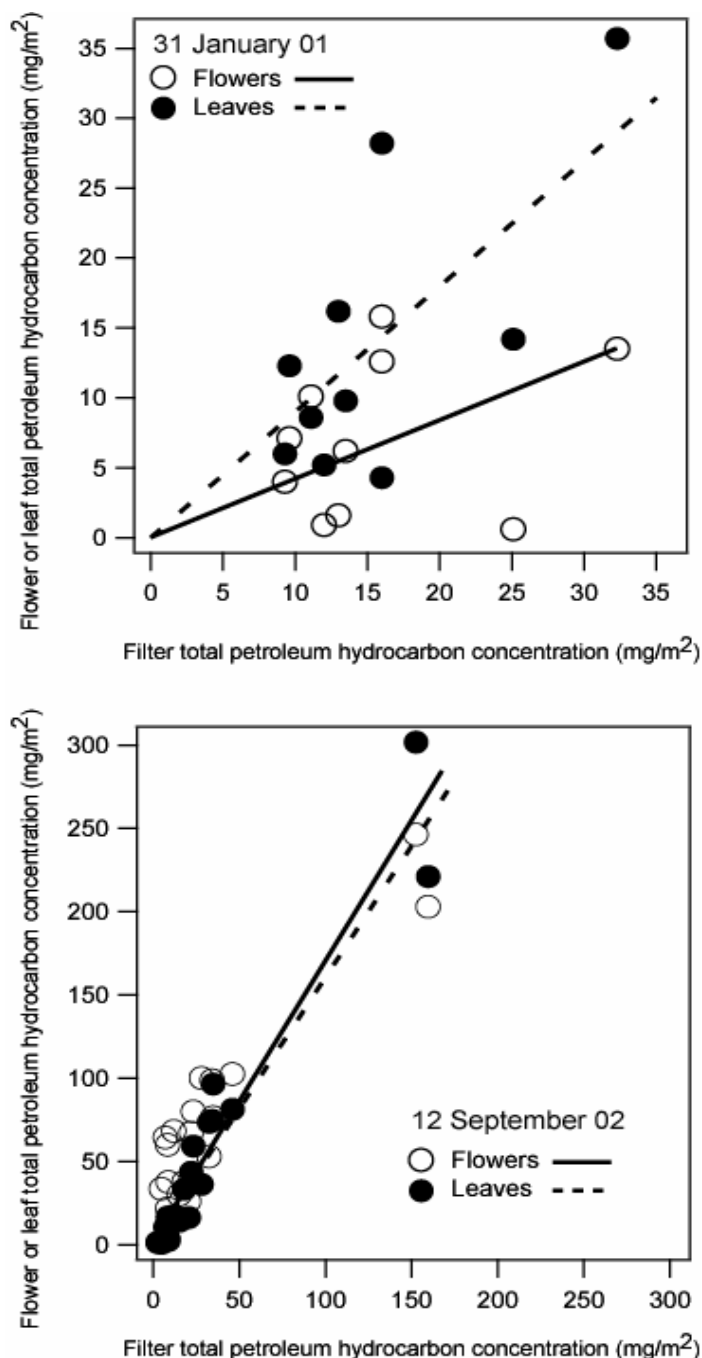 31 January 01
Flowers
Leaves
35
30
25
20
15
10
5
0
0 5 10 15 20 25 30 35
Flower or leaf total petroleum hydrocarbon concentration (mg/m2)
Filter total petroleum hydrocarbon concentration (mg/m2)
300
250
200
150
100
50
0
12 September 02
Flowers
Leaves
0 50 100 150 200 250 300
Flower or leaf total petroleum hydrocarbon concentration (mg/m2)
Filter total petroleum hydrocarbon concentration (mg/m2)